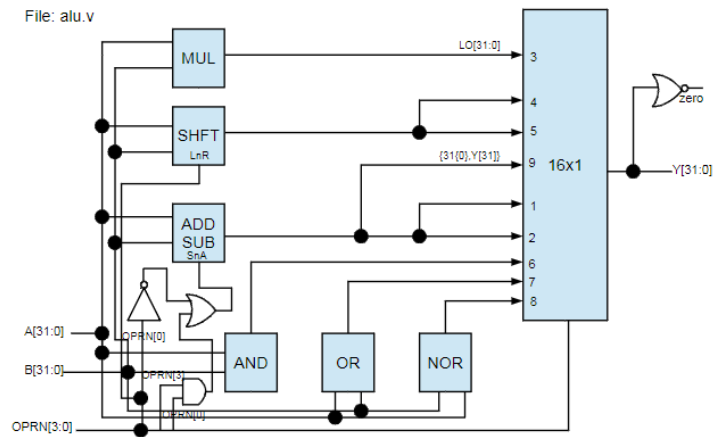 File: alu.v
MUL
LO[31:0]
3
4
SHFT
LnR
5
{31{0},Y[31]}
9
16x1
zero
Y[31:0]
1
ADD
SUB
SnA
2
6
7
8
OPRN[0]
A[31:0]
AND
OR
NOR
B[31:0]
OPRN[3]
OPRN[0]
OPRN[3:0]